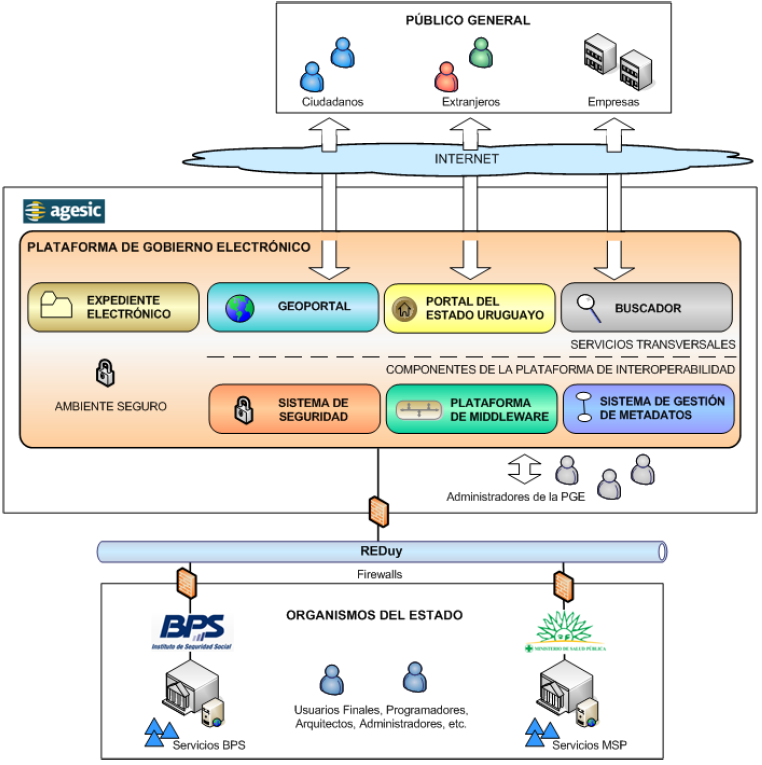 PÚBLICO GENERAL
Ciudadanos
Extranjeros
Empresas
INTERNET
agesic
PLATAFORMA DE GOBIERNO ELECTRÓNICO
EXPEDIENTE
ELECTRÓNICO
GEOPORTAL
PORTAL DEL
ESTADO URUGUAYO
BUSCADOR
SERVICIOS TRANSVERSALES
COMPONENTES DE LA PLATAFORMA DE INTEROPERABILIDAD
AMBIENTE SEGURO
SISTEMA DE
SEGURIDAD
PLATAFORMA
DE MIDDLEWARE
SISTEMA DE GESTIÓN
DE METADATOS
Administradores de la PGE
REDuy
Firewalls
ORGANISMOS DEL ESTADO
BPS
Instituto de Seguridad Social
MINISTERIO DE SALUD PÚBLICA
Usuarios Finales, Programadores,
Arquitectos, Administradores, etc.
Servicios BPS
Servicios MSP